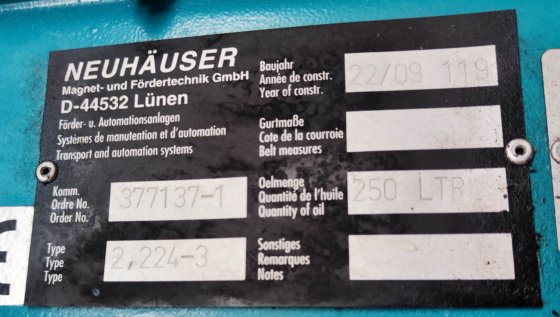 NEUHÄUSER
Magnet- und Fördertechnik GmbH
D-44532 Lünen
Förder- u. Automationsanlagen
Systèmes de manutention et d'automation
Transport and automation systems
Komm.
Ordre No.
Order No.
377137-1
Type
Type
Type
2,224-3
Baujahr
Année de constr.
Year of constr.
22/09 119
Gurtmaße
Cote de la courroie
Belt measures
Oelmenge
Quantité de l'huile
Quantity of oil
250 LTR
Sonstiges
Remarques
Notes
CE